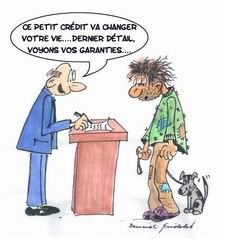 CE PETIT CRÉDIT VA CHANGER
VOTRE VIE....DERNIER DÉTAIL,
VOYONS VOS GARANTIES....